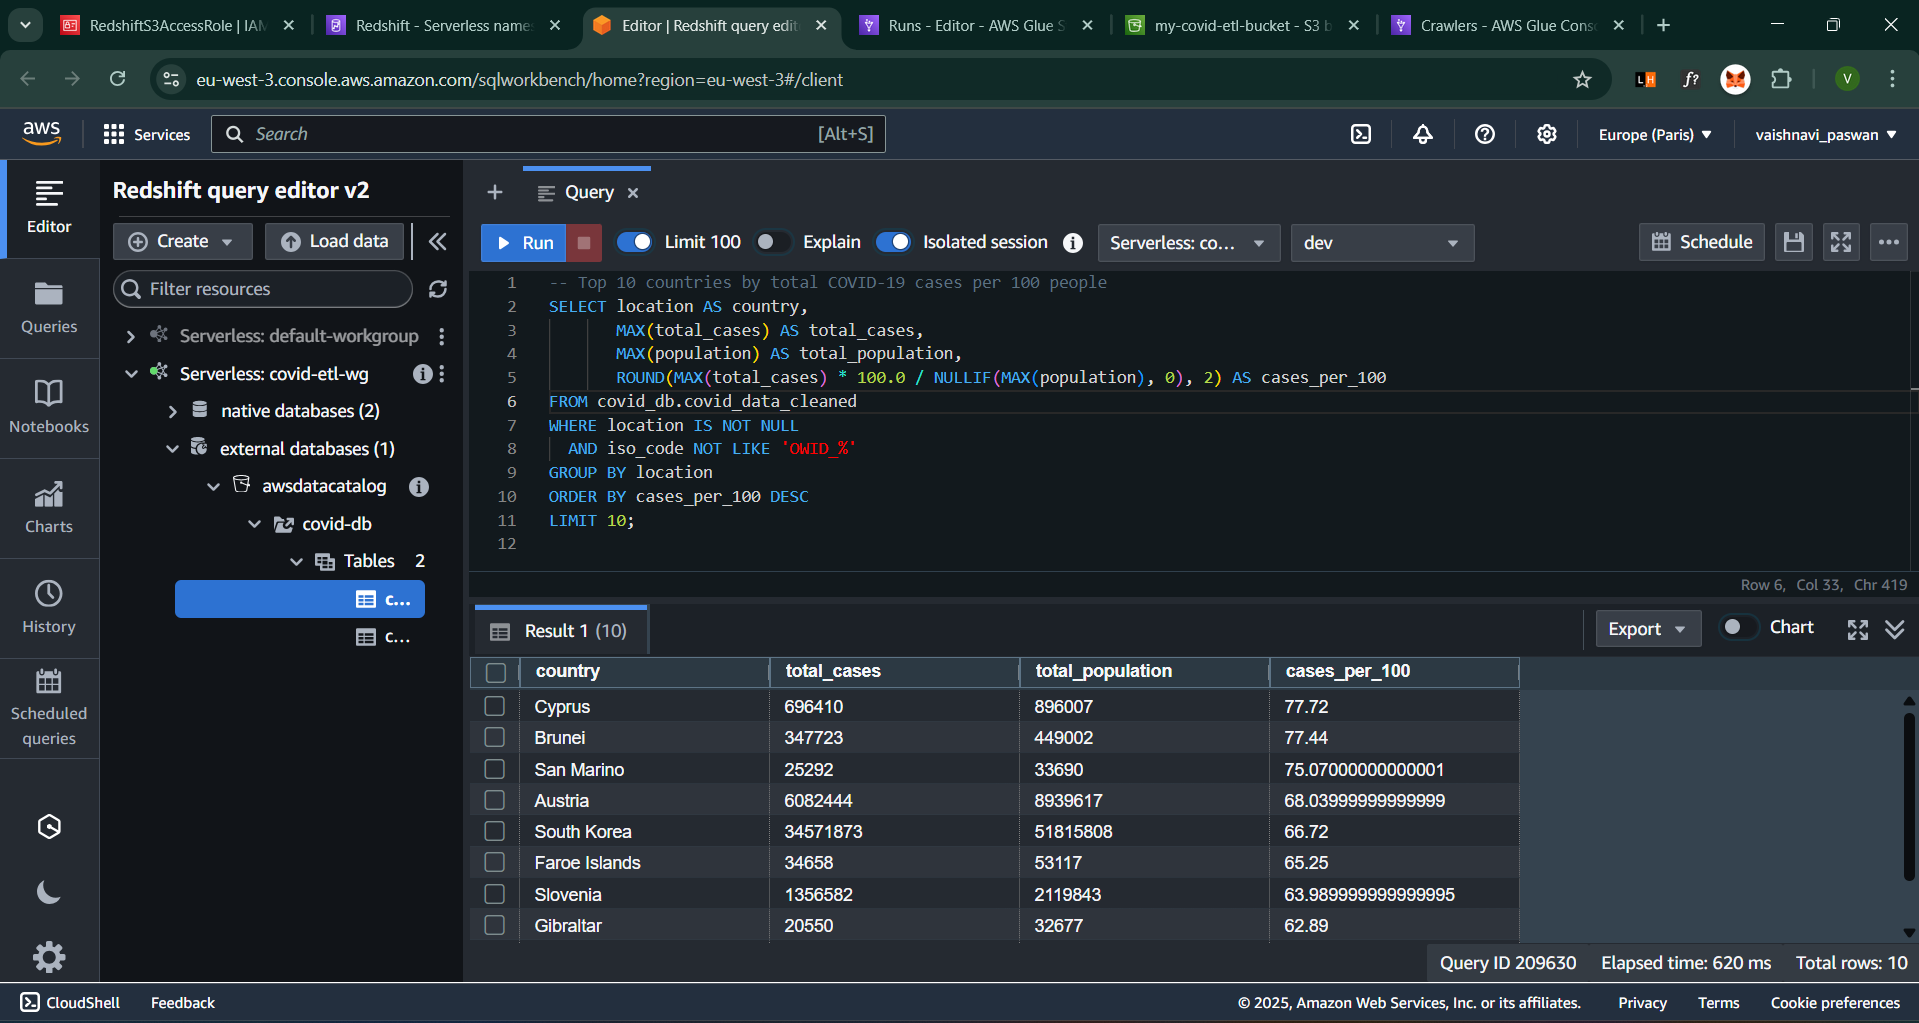 RedshiftS3AccessRole | IAM
Redshift - Serverless name
Editor | Redshift query edit
Runs - Editor - AWS Glue S
my-covid-etl-bucket - S3 b
Crawlers - AWS Glue Cons
eu-west-3.console.aws.amazon.com/sqlworkbench/home?region=eu-west-3#/client
LH
f?
V
aws
Services
Search
[Alt+S]
Europe (Paris)
vaishnavi_paswan
Editor
Queries
Notebooks
Charts
History
Scheduled
queries
Redshift query editor v2
Create
Load data
Filter resources
Serverless: default-workgroup
Serverless: covid-etl-wg
native databases (2)
external databases (1)
awsdatacatalog
covid-db
Tables 2
c...
c...
Query
Run
Limit 100
Explain
Isolated session
Serverless: co...
dev
Schedule
1 -- Top 10 countries by total COVID-19 cases per 100 people
2 SELECT location AS country,
3 MAX(total_cases) AS total_cases,
4 MAX(population) AS total_population,
5 ROUND(MAX(total_cases) * 100.0 / NULLIF(MAX(population), 0), 2) AS cases_per_100
6 FROM covid_db.covid_data_cleaned
7 WHERE location IS NOT NULL
8 AND iso_code NOT LIKE 'OWID_%'
9 GROUP BY location
10 ORDER BY cases_per_100 DESC
11 LIMIT 10;
12
Row 6, Col 33, Chr 419
Result 1 (10)
Export
Chart
country total_cases total_population cases_per_100
Cyprus 696410 896007 77.72
Brunei 347723 449002 77.44
San Marino 25292 33690 75.07000000000001
Austria 6082444 8939617 68.03999999999999
South Korea 34571873 51815808 66.72
Faroe Islands 34658 53117 65.25
Slovenia 1356582 2119843 63.989999999999995
Gibraltar 20550 32677 62.89
Query ID 209630 Elapsed time: 620 ms Total rows: 10
CloudShell
Feedback
© 2025, Amazon Web Services, Inc. or its affiliates.
Privacy
Terms
Cookie preferences